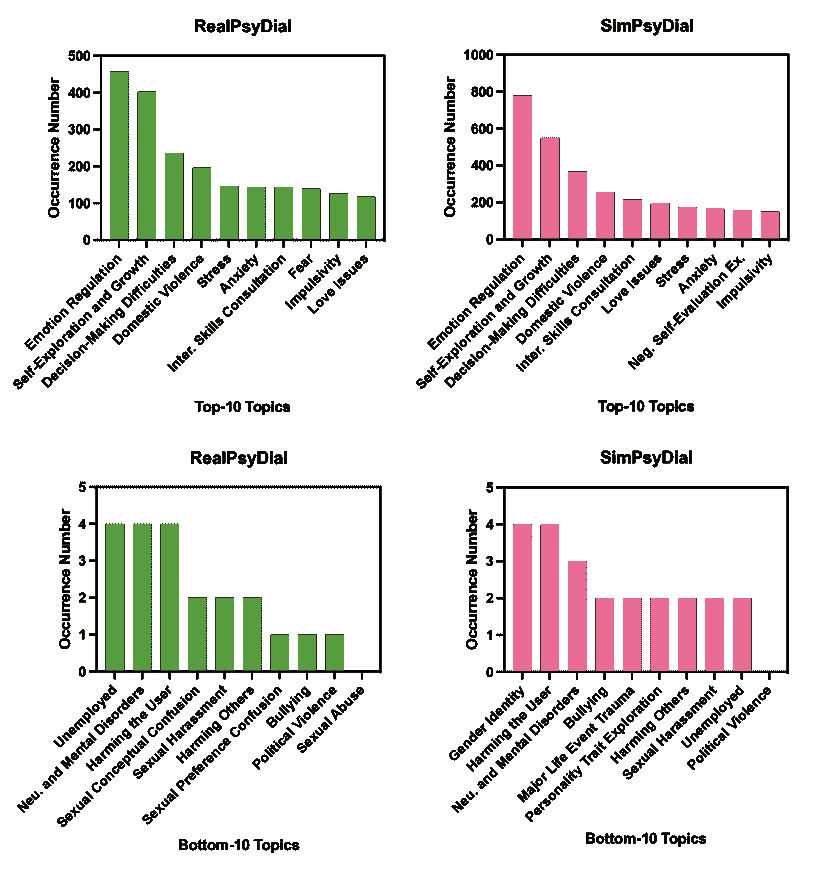 RealPsyDial
Occurrence Number
500
400
300
200
100
0
Emotion Regulation
Self-Exploration and Growth
Decision-Making Difficulties
Domestic Violence
Stress
Anxiety
Inter. Skills Consultation
Fear
Impulsivity
Love Issues
Top-10 Topics
SimPsyDial
Occurrence Number
1000
800
600
400
200
0
Emotion Regulation
Self-Exploration and Growth
Decision-Making Difficulties
Domestic Violence
Inter. Skills Consultation
Love Issues
Stress
Anxiety
Neg. Self-Evaluation Ex.
Impulsivity
Top-10 Topics
RealPsyDial
Occurrence Number
5
4
3
2
1
0
Unemployed
Neu. and Mental Disorders
Harming the User
Sexual Conceptual Confusion
Sexual Harassment
Harming Others
Sexual Preference Confusion
Bullying
Political Violence
Sexual Abuse
Bottom-10 Topics
SimPsyDial
Occurrence Number
5
4
3
2
1
0
Gender Identity
Harming the User
Neu. and Mental Disorders
Bullying
Major Life Event Trauma
Personality Trait Exploration
Harming Others
Sexual Harassment
Unemployed
Political Violence
Bottom-10 Topics